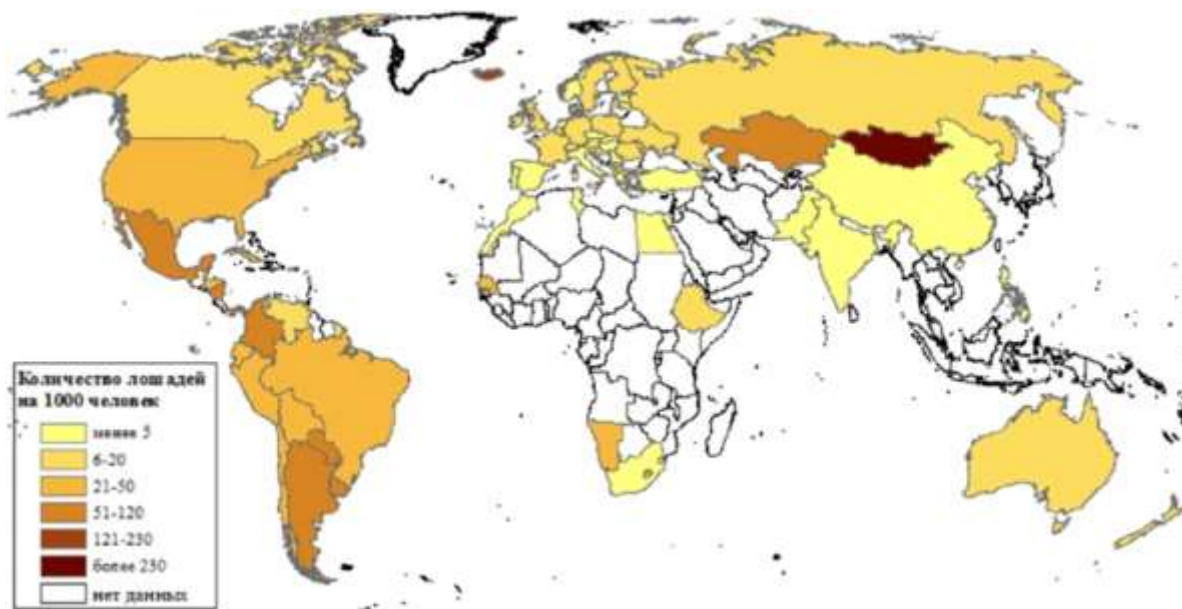 Количество лошадей
на 1000 человек
менее 5
6-20
21-50
51-120
121-230
более 230
нет данных